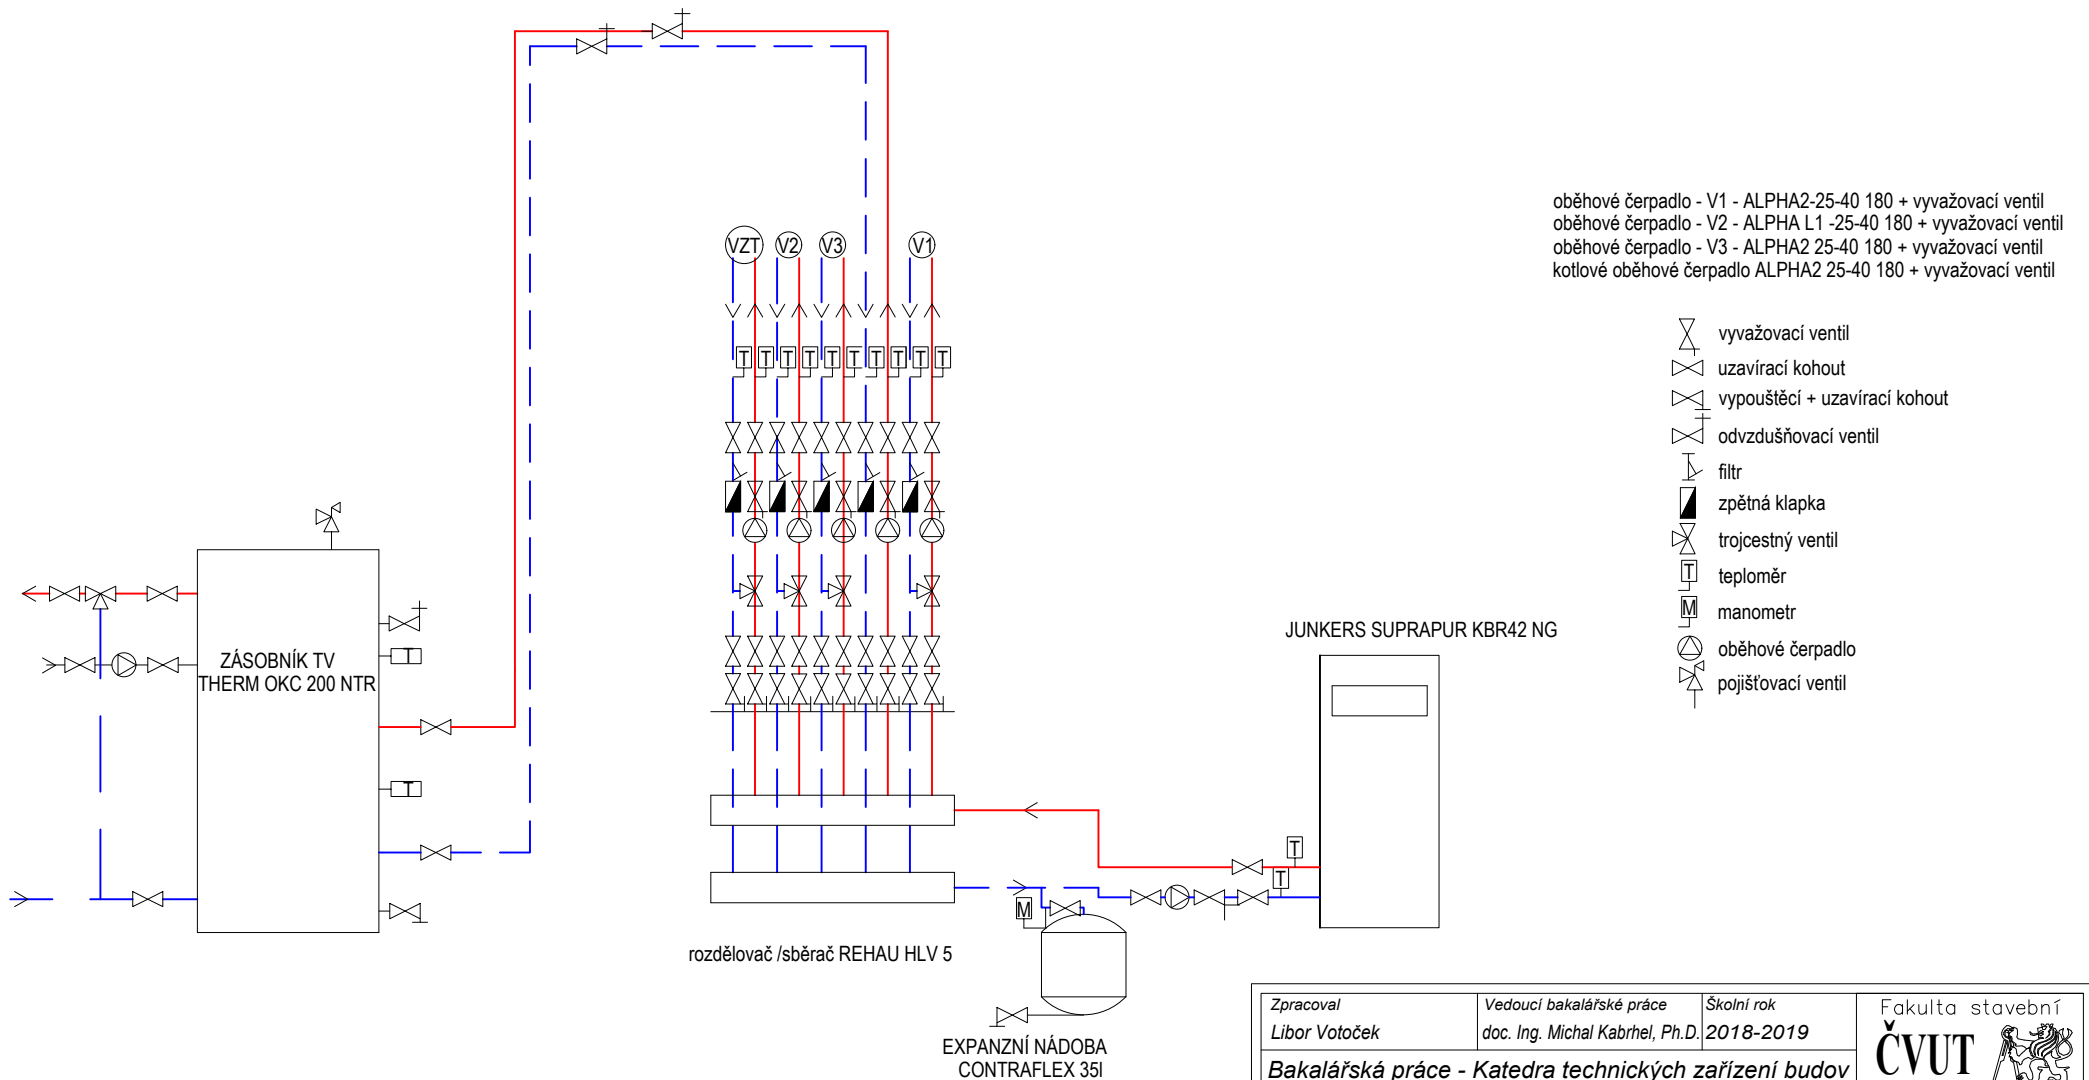 oběhové čerpadlo - V1 - ALPHA2-25-40 180 + vyvažovací ventil
oběhové čerpadlo - V2 - ALPHA L1 -25-40 180 + vyvažovací ventil
oběhové čerpadlo - V3 - ALPHA2 25-40 180 + vyvažovací ventil
kotlové oběhové čerpadlo ALPHA2 25-40 180 + vyvažovací ventil
VZT V2 V3 V1
vyvažovací ventil
T T T T T T T T T T
uzavírací kohout
vypouštěcí + uzavírací kohout
odvzdušňovací ventil
filtr
zpětná klapka
trojcestný ventil
T teploměr
M manometr
oběhové čerpadlo
pojišťovací ventil
JUNKERS SUPRAPUR KBR42 NG
ZÁSOBNÍK TV
THERM OKC 200 NTR
T
T
T
T
M
rozdělovač /sběrač REHAU HLV 5
EXPANZNÍ NÁDOBA
CONTRAFLEX 35l
Zpracoval Vedoucí bakalářské práce Školní rok
Libor Votoček doc. Ing. Michal Kabrhel, Ph.D. 2018-2019
Bakalářská práce - Katedra technických zařízení budov
Fakulta stavební
ČVUT